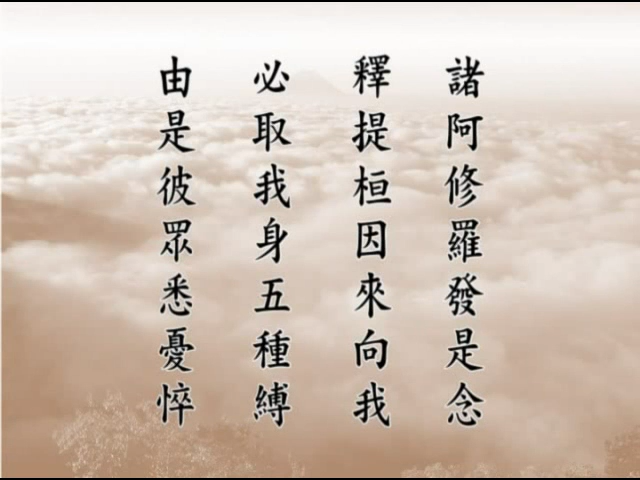 諸阿修羅發是念
釋提桓因來向我
必取我身五種縛
由是彼眾悉憂悴